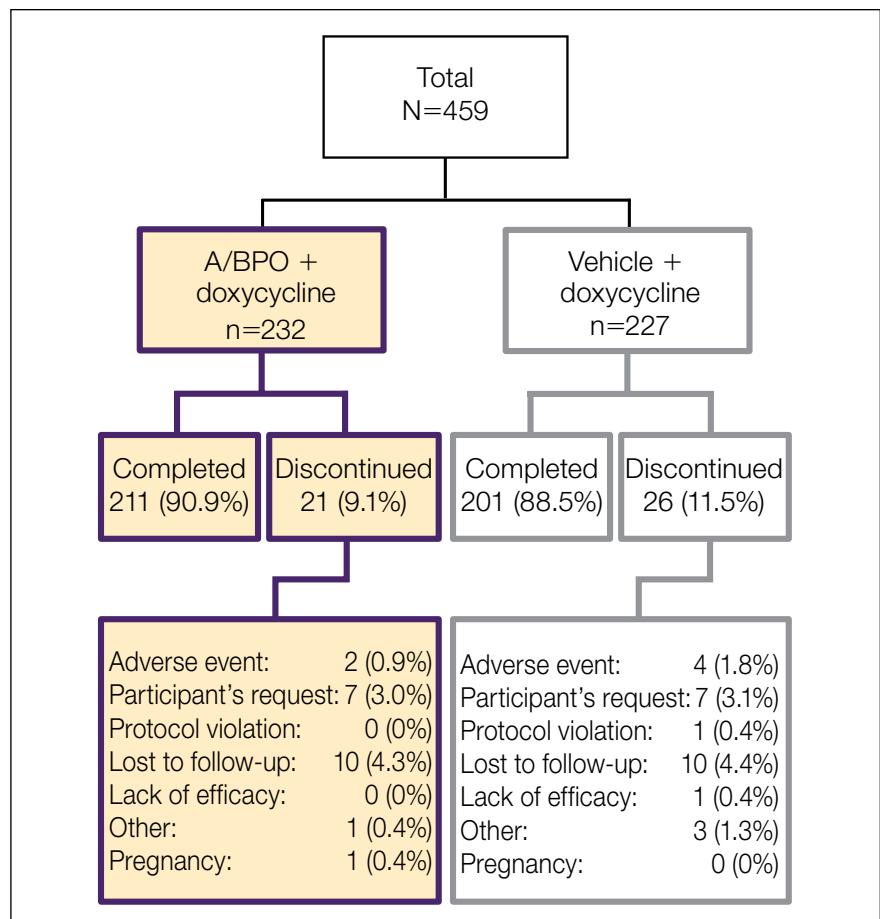 Total
N=459
A/BPO +
doxycycline
n=232
Vehicle +
doxycycline
n=227
Completed
211 (90.9%)
Discontinued
21 (9.1%)
Completed
201 (88.5%)
Discontinued
26 (11.5%)
Adverse event: 2 (0.9%)
Participant’s request: 7 (3.0%)
Protocol violation: 0 (0%)
Lost to follow-up: 10 (4.3%)
Lack of efficacy: 0 (0%)
Other: 1 (0.4%)
Pregnancy: 1 (0.4%)
Adverse event: 4 (1.8%)
Participant’s request: 7 (3.1%)
Protocol violation: 1 (0.4%)
Lost to follow-up: 10 (4.4%)
Lack of efficacy: 1 (0.4%)
Other: 3 (1.3%)
Pregnancy: 0 (0%)